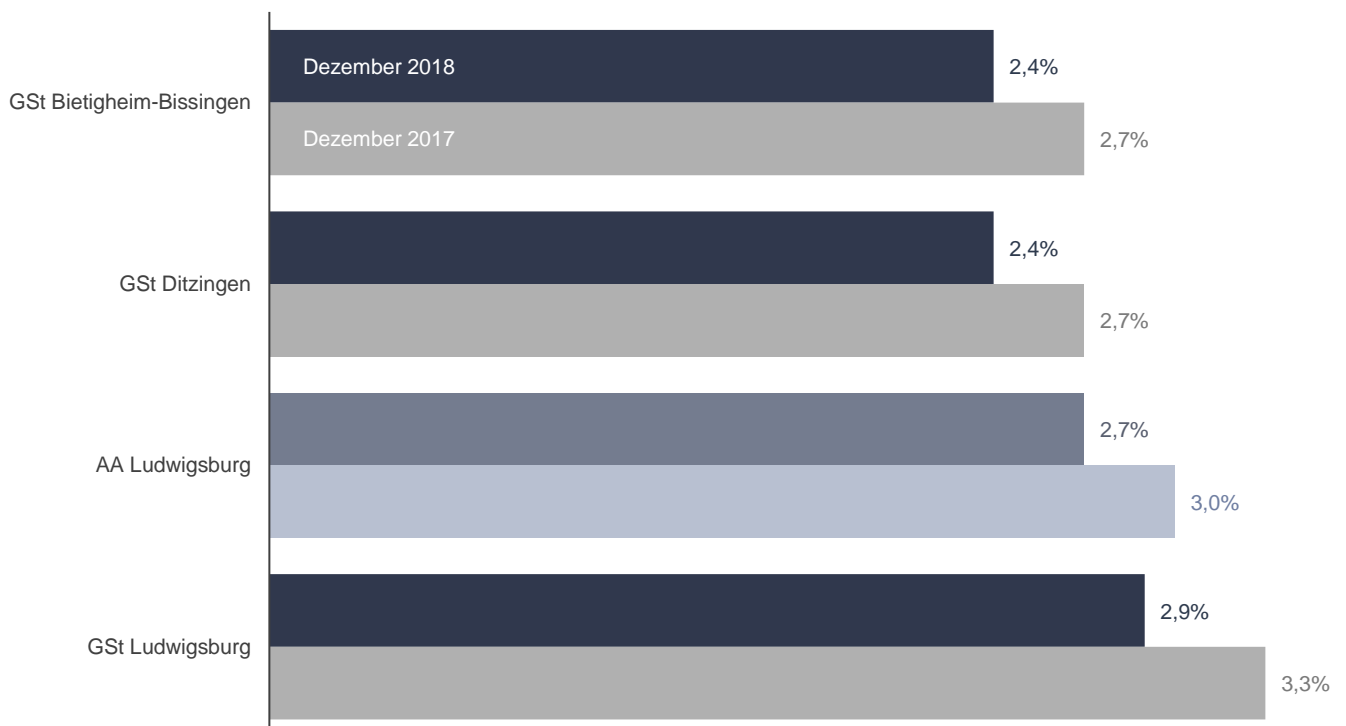 GSt Bietigheim-Bissingen
Dezember 2018
2,4%
Dezember 2017
2,7%
GSt Ditzingen
2,4%
2,7%
AA Ludwigsburg
2,7%
3,0%
GSt Ludwigsburg
2,9%
3,3%